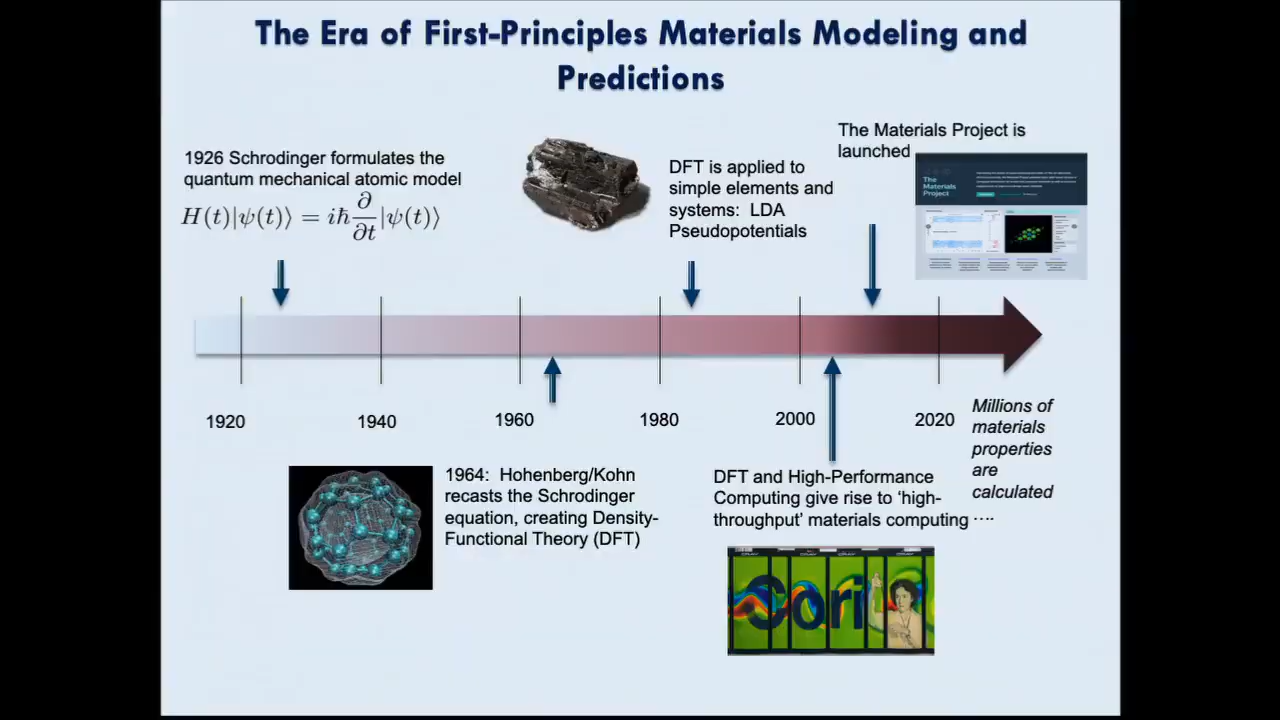 The Era of First-Principles Materials Modeling and
Predictions
1926 Schrodinger formulates the
quantum mechanical atomic model
H(t)|ψ(t)⟩ = iℏ ∂/∂t |ψ(t)⟩
DFT is applied to
simple elements and
systems: LDA
Pseudopotentials
The Materials Project is
launched
The
Materials
Project
1920
1940
1960
1980
2000
2020
Millions of
materials
properties
are
calculated
1964: Hohenberg/Kohn
recasts the Schrodinger
equation, creating Density-
Functional Theory (DFT)
DFT and High-Performance
Computing give rise to ‘high-
throughput’ materials computing ....
Cori